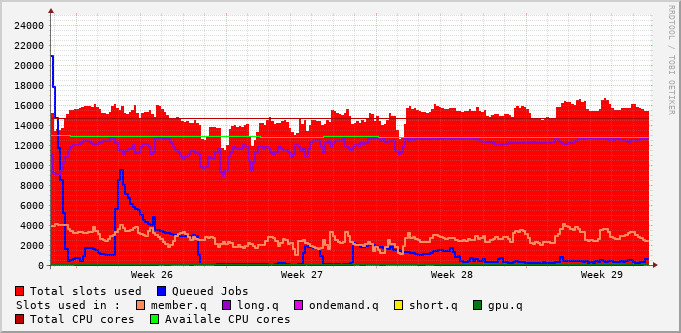 RRDTOOL / TOBI OETIKER
24000
22000
20000
18000
16000
14000
12000
10000
8000
6000
4000
2000
0
Week 26 Week 27 Week 28 Week 29
Total slots used Queued Jobs
Slots used in : member.q long.q ondemand.q short.q gpu.q
Total CPU cores Availale CPU cores